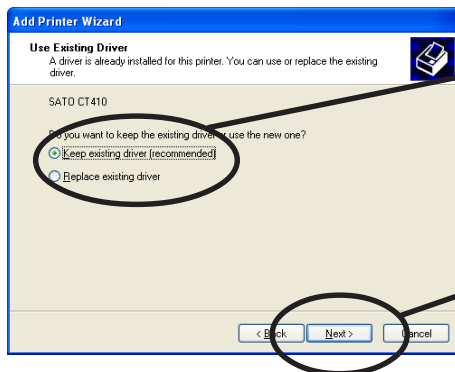 Add Printer Wizard
Use Existing Driver
A driver is already installed for this printer. You can use or replace the existing
driver.
SATO CT410
Do you want to keep the existing driver or use the new one?
Keep existing driver (recommended)
Replace existing driver
< Back Next > Cancel